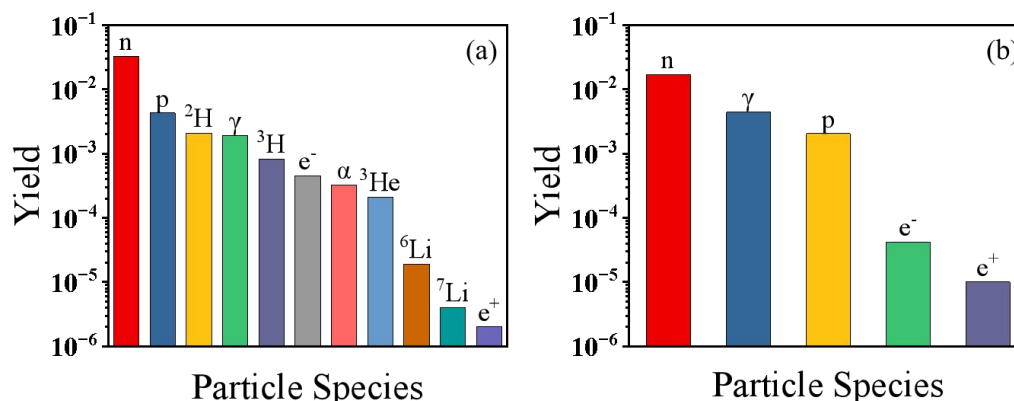 (a)
Yield
10⁻¹
10⁻²
10⁻³
10⁻⁴
10⁻⁵
10⁻⁶
n
p
²H
γ
³H
e⁻
α
³He
⁶Li
⁷Li
e⁺
Particle Species
(b)
Yield
10⁻¹
10⁻²
10⁻³
10⁻⁴
10⁻⁵
10⁻⁶
n
γ
p
e⁻
e⁺
Particle Species